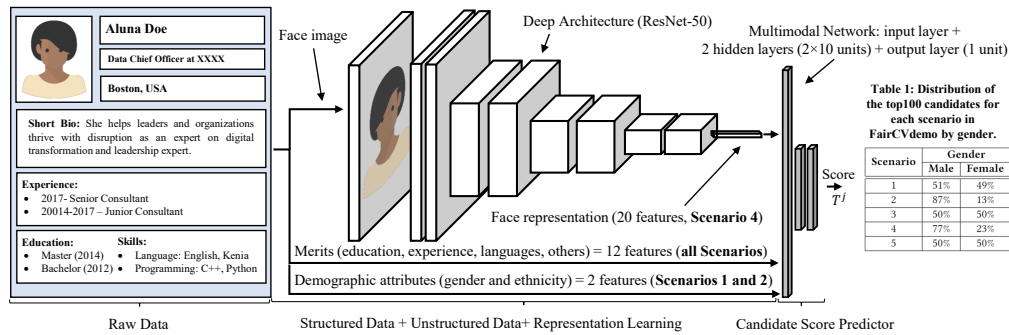 Aluna Doe
Data Chief Officer at XXXX
Boston, USA
Short Bio: She helps leaders and organizations
thrive with disruption as an expert on digital
transformation and leadership expert.
Experience:
• 2017- Senior Consultant
• 20014-2017 – Junior Consultant
Education:
• Master (2014)
• Bachelor (2012)
Skills:
• Language: English, Kenia
• Programming: C++, Python
Raw Data
Face image
Deep Architecture (ResNet-50)
Face representation (20 features, Scenario 4)
Merits (education, experience, languages, others) = 12 features (all Scenarios)
Demographic attributes (gender and ethnicity) = 2 features (Scenarios 1 and 2)
Structured Data + Unstructured Data+ Representation Learning
Multimodal Network: input layer +
2 hidden layers (2×10 units) + output layer (1 unit)
Score
T^j
Candidate Score Predictor
Table 1: Distribution of
the top100 candidates for
each scenario in
FairCVdemo by gender.
Scenario Gender
Male Female
1 51% 49%
2 87% 13%
3 50% 50%
4 77% 23%
5 50% 50%